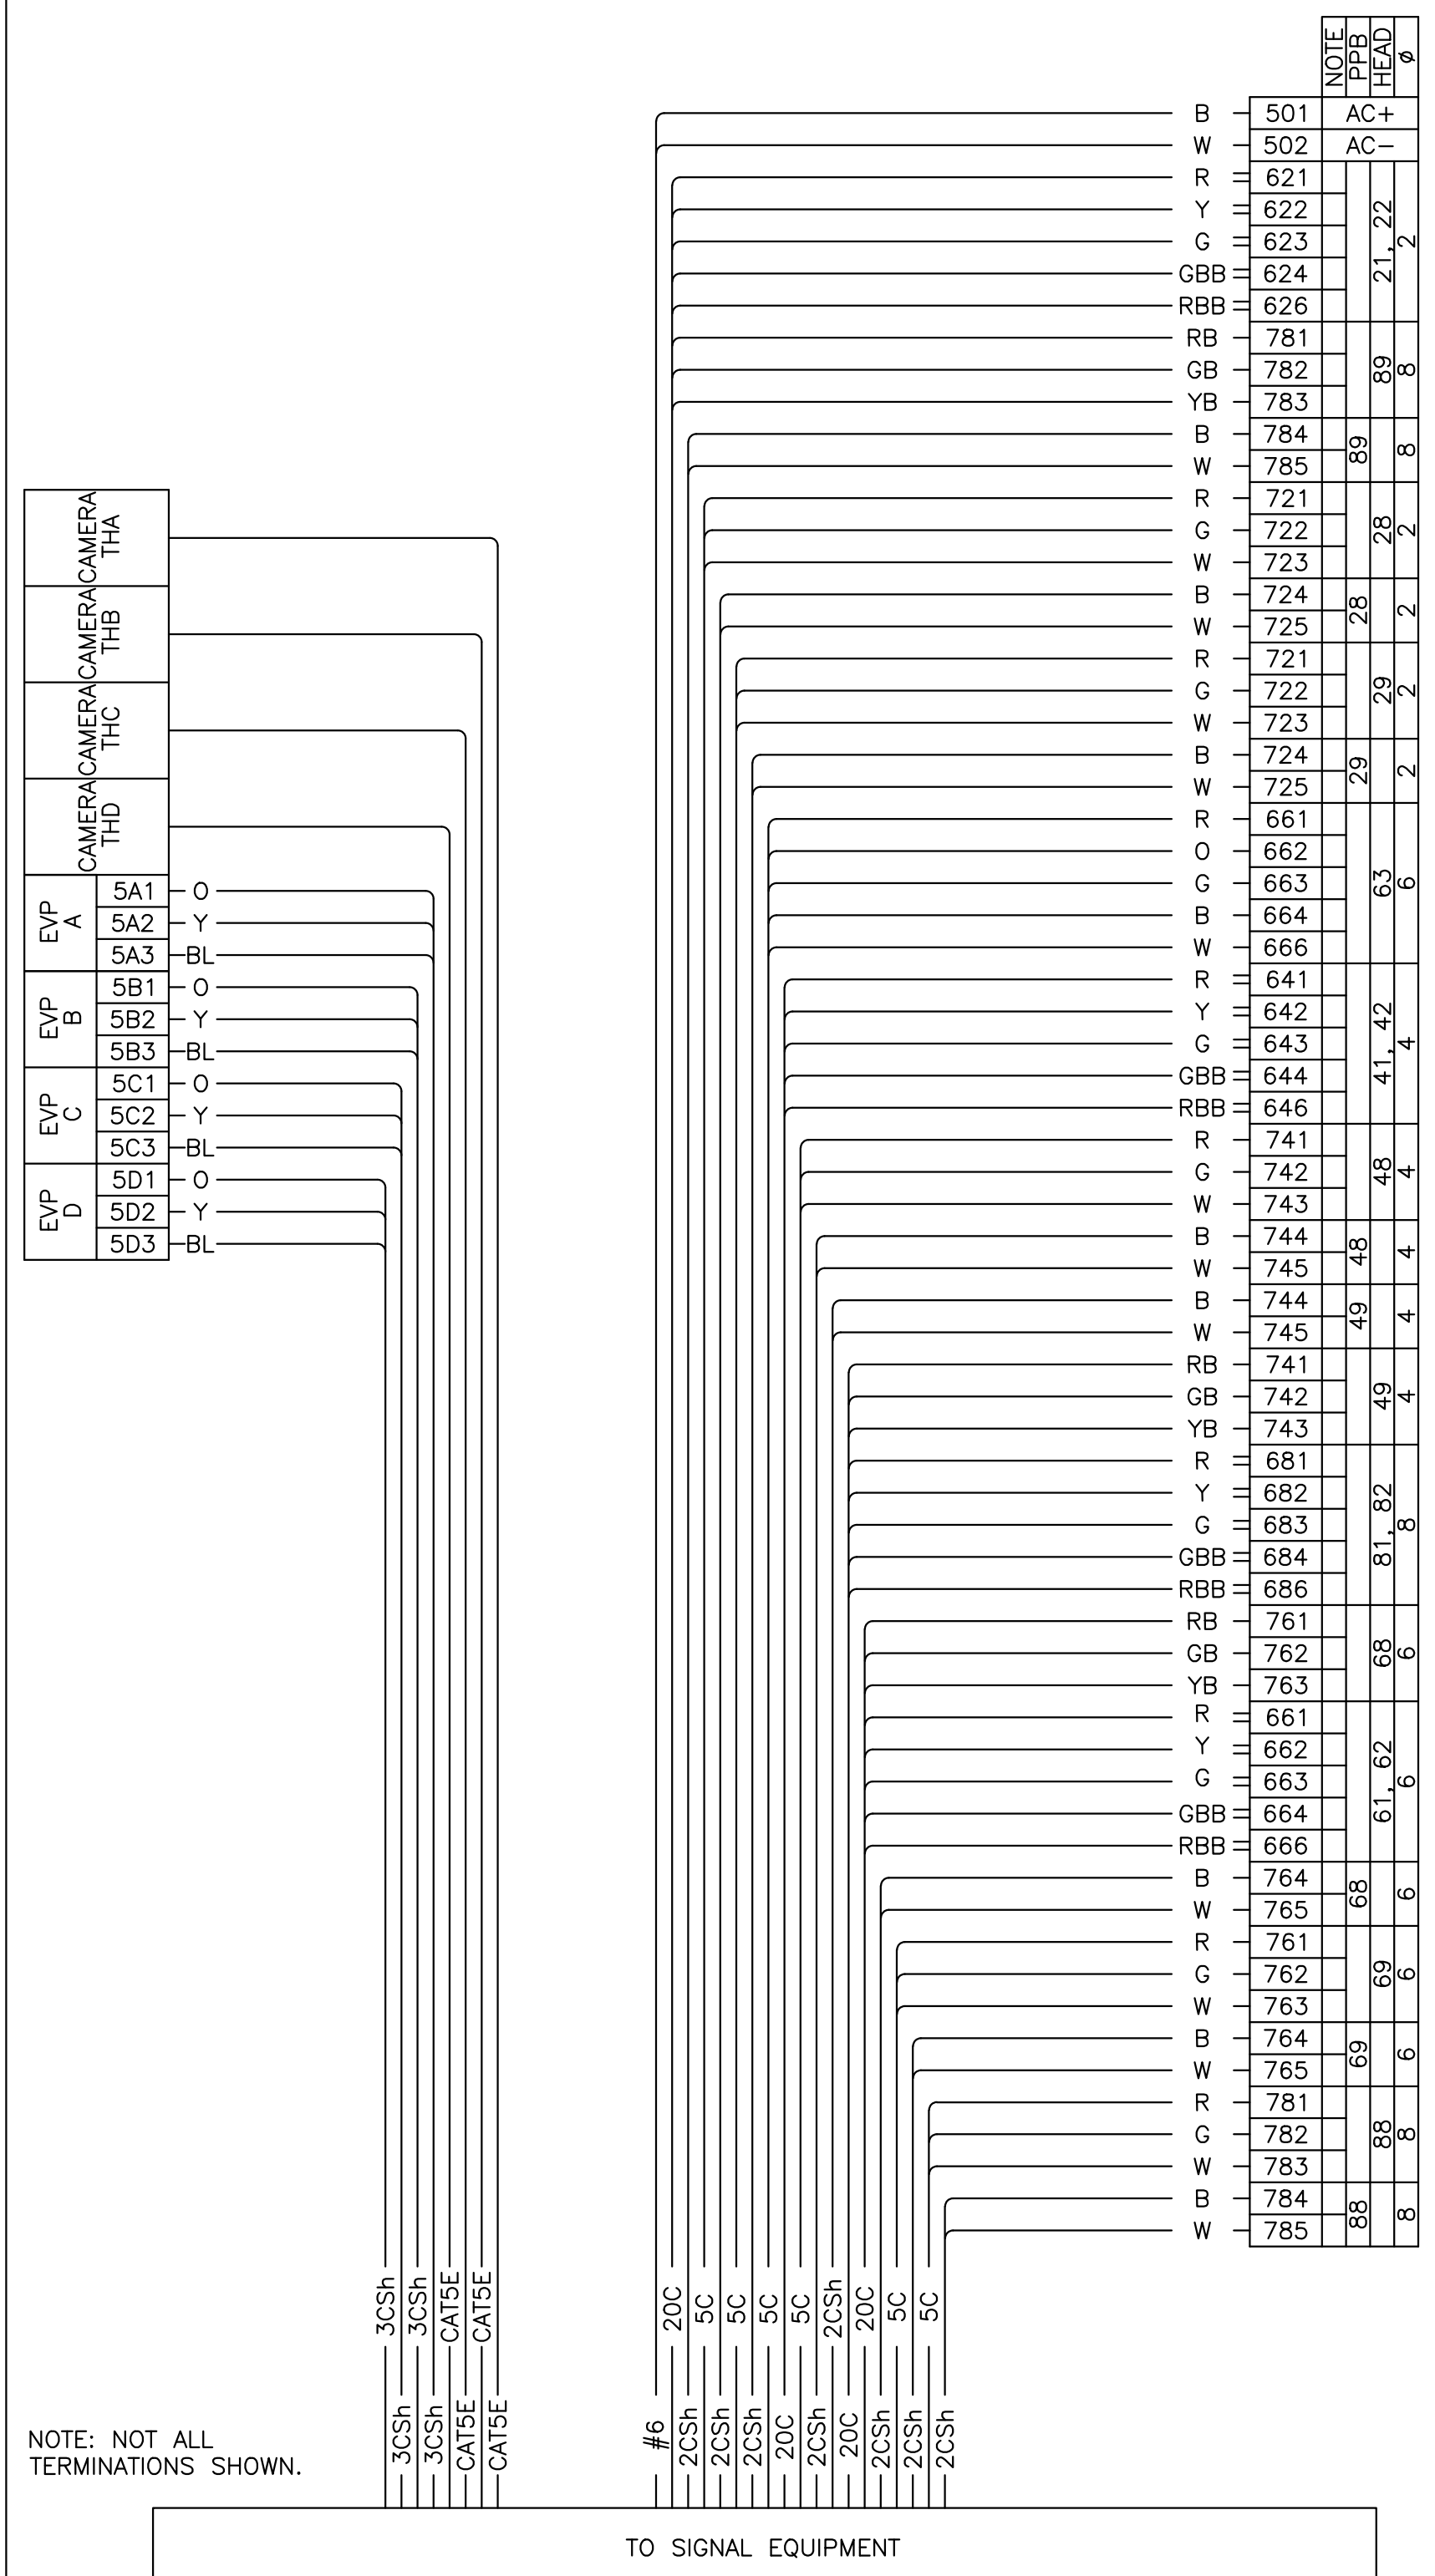 NOTE PPB HEAD ø
B 501 AC+
W 502 AC-
R 621
Y 622
G 623 21, 22 2
GBB 624
RBB 626
RB 781
GB 782 89 8
YB 783
B 784 89 8
W 785
R 721
G 722 28 2
W 723
B 724 28 2
W 725
R 721
G 722 29 2
W 723
B 724 29 2
W 725
R 661
O 662
G 663 63 6
B 664
W 666
R 641
Y 642
G 643 41, 42 4
GBB 644
RBB 646
R 741
G 742 48 4
W 743
B 744 48 4
W 745
B 744 49 4
W 745
RB 741
GB 742 49 4
YB 743
R 681
Y 682
G 683 81, 82 8
GBB 684
RBB 686
RB 761
GB 762 68 6
YB 763
R 661
Y 662
G 663 61, 62 6
GBB 664
RBB 666
B 764 68 6
W 765
R 761
G 762 69 6
W 763
B 764 69 6
W 765
R 781
G 782 88 8
W 783
B 784 88 8
W 785
CAMERA
THA
CAMERA
THB
CAMERA
THC
CAMERA
THD
EVP
A
5A1 O
5A2 Y
5A3 BL
EVP
B
5B1 O
5B2 Y
5B3 BL
EVP
C
5C1 O
5C2 Y
5C3 BL
EVP
D
5D1 O
5D2 Y
5D3 BL
3CSh 3CSh CAT5E CAT5E
3CSh 3CSh CAT5E CAT5E
20C 5C 5C 5C 5C 2CSh 20C 5C 5C
#6 2CSh 2CSh 2CSh 20C 2CSh 20C 2CSh 2CSh 2CSh
NOTE: NOT ALL
TERMINATIONS SHOWN.
TO SIGNAL EQUIPMENT